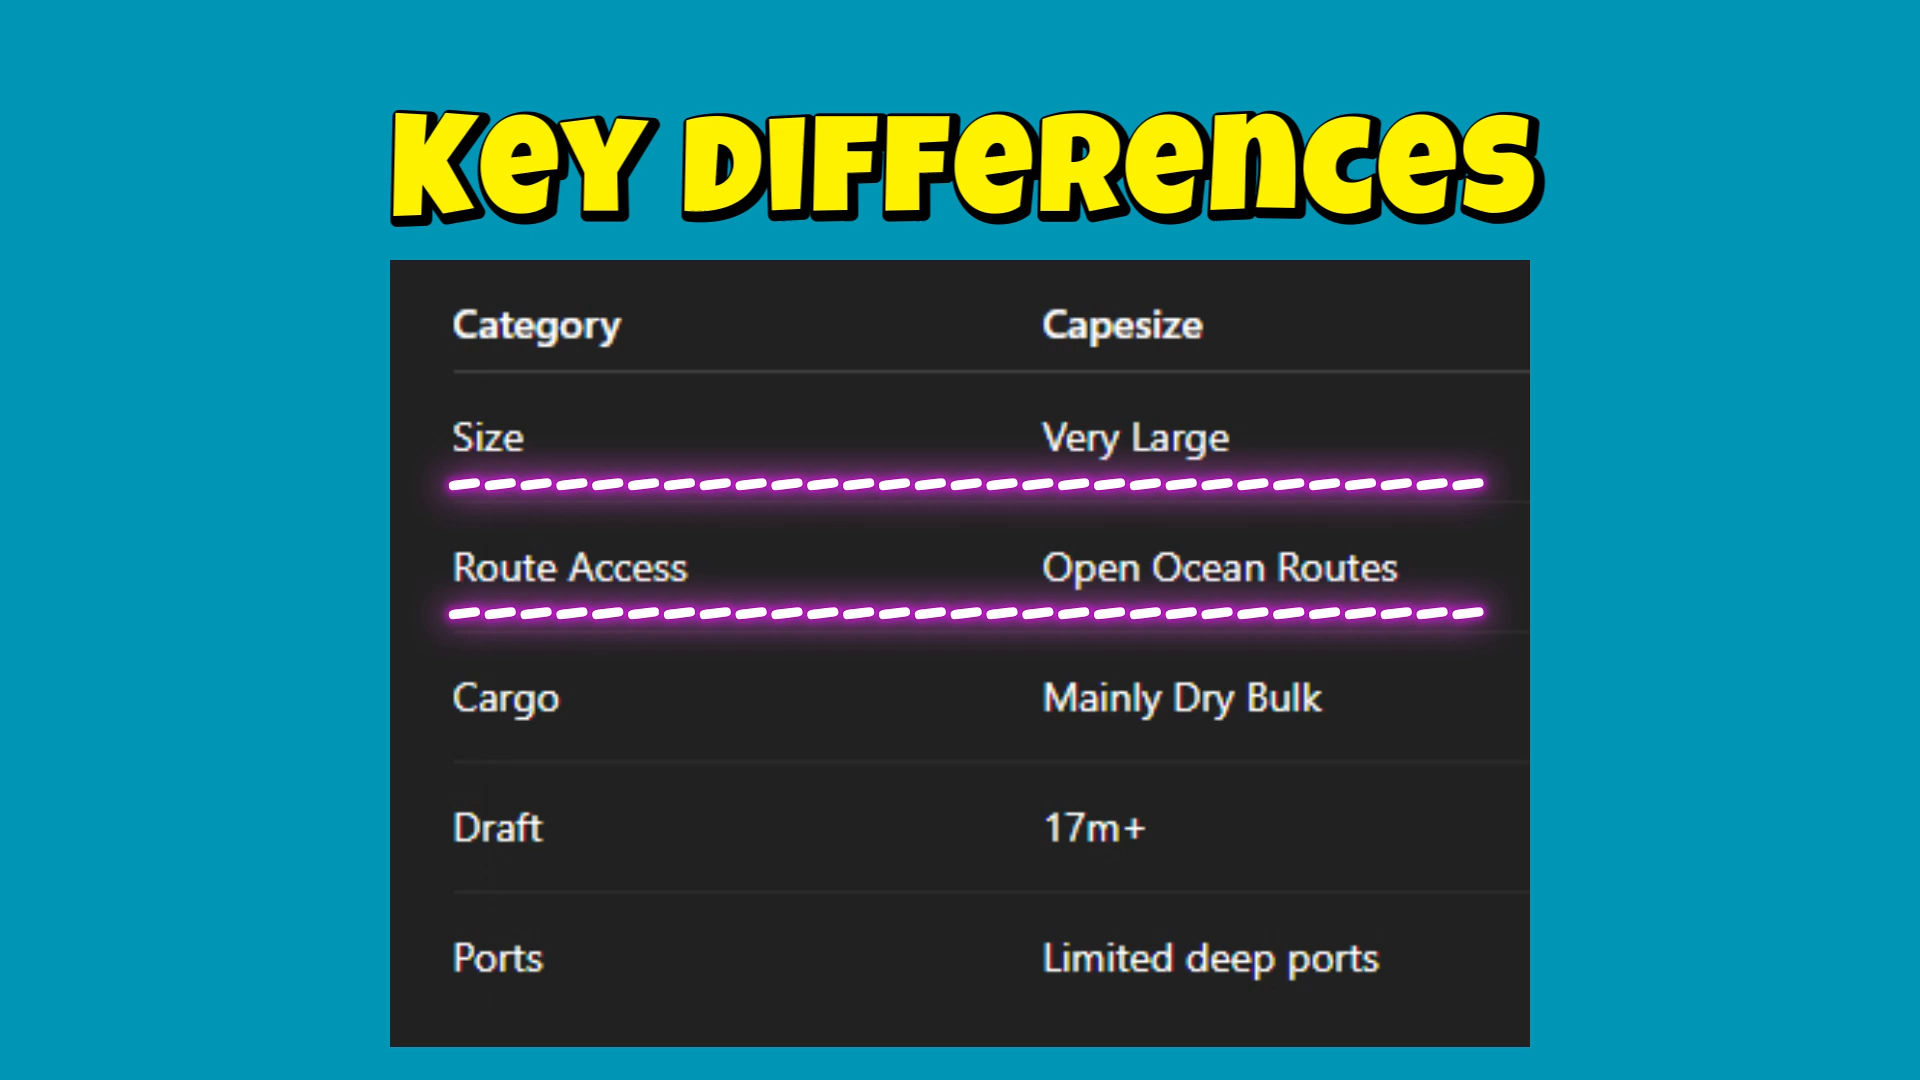 Key Differences
Category Capesize
Size Very Large
Route Access Open Ocean Routes
Cargo Mainly Dry Bulk
Draft 17m+
Ports Limited deep ports